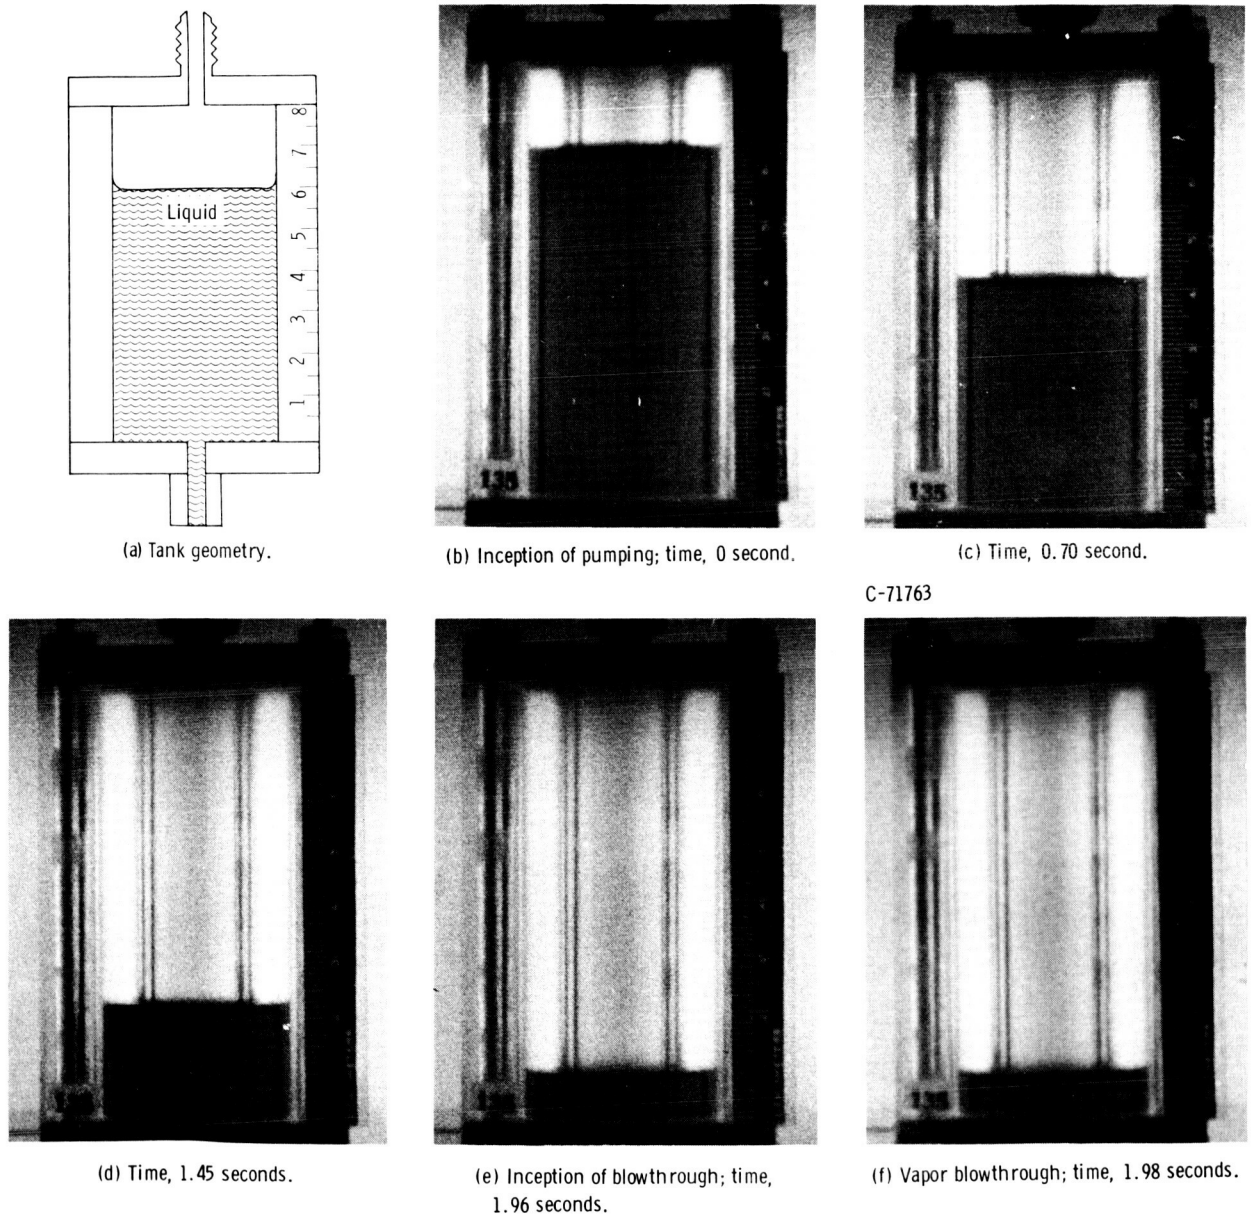 8
7
6
Liquid
5
4
3
2
1
(a) Tank geometry.
135
(b) Inception of pumping; time, 0 second.
135
(c) Time, 0.70 second.
C-71763
(d) Time, 1.45 seconds.
(e) Inception of blowthrough; time,
1.96 seconds.
135
(f) Vapor blowthrough; time, 1.98 seconds.